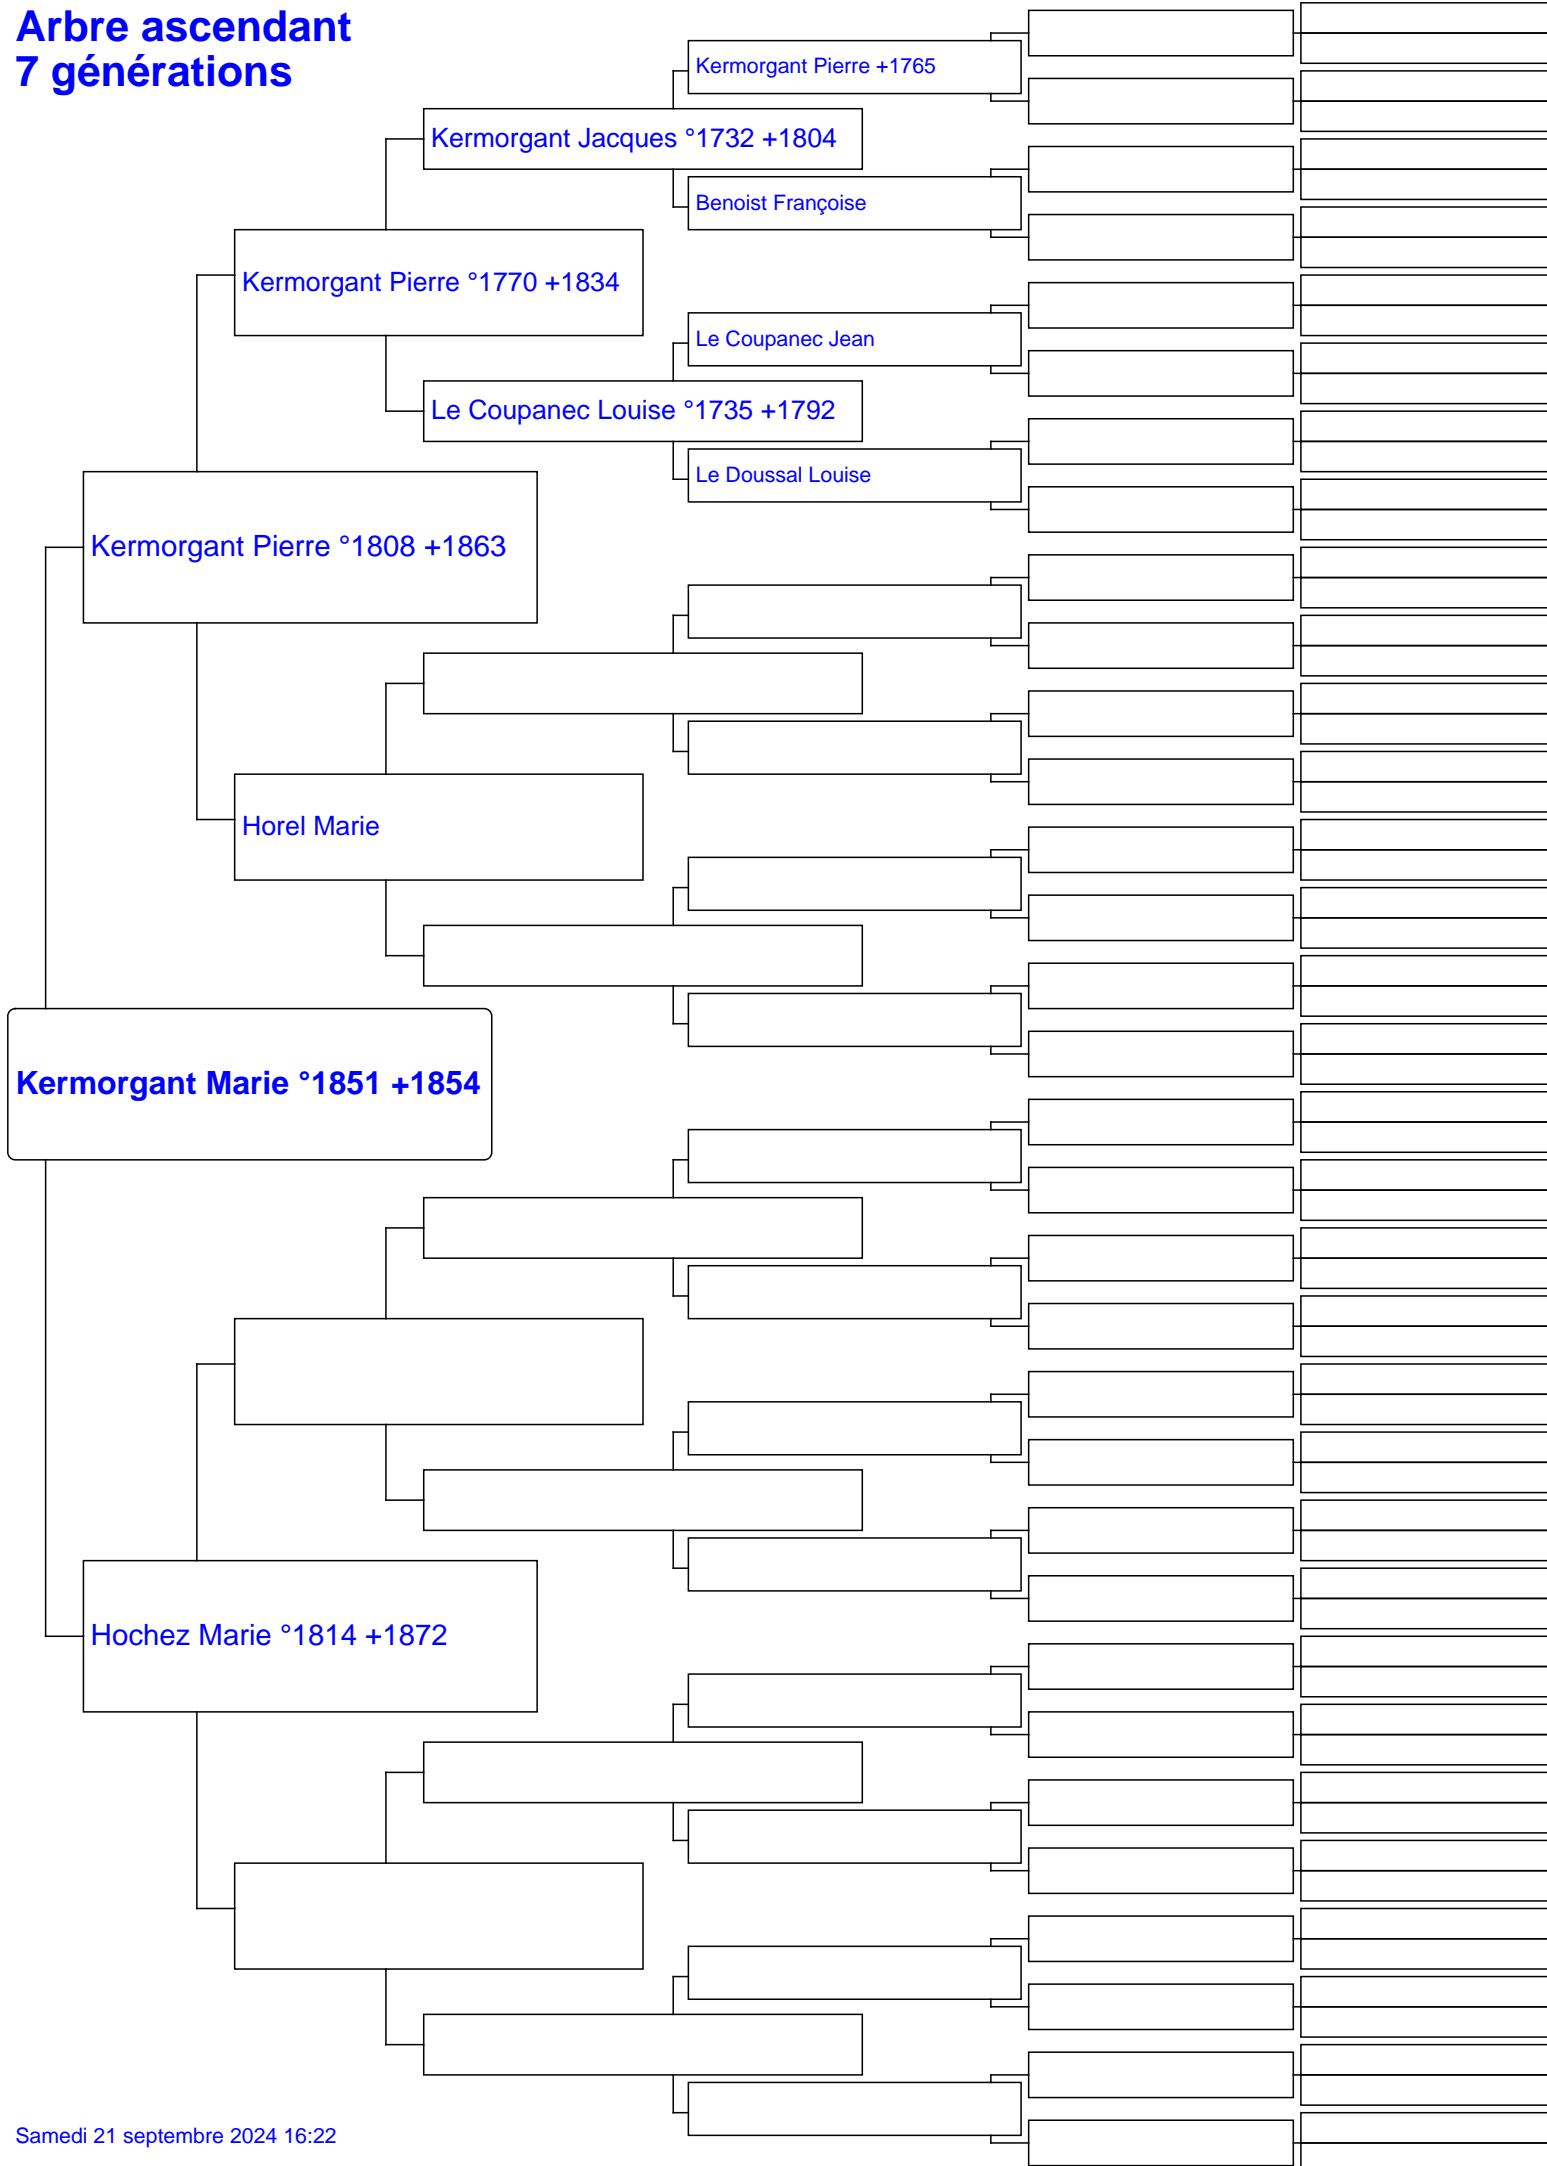 Arbre ascendant
7 générations
Kermorgant Pierre +1765
Kermorgant Jacques °1732 +1804
Benoist Françoise
Kermorgant Pierre °1770 +1834
Le Coupanec Jean
Le Coupanec Louise °1735 +1792
Le Doussal Louise
Kermorgant Pierre °1808 +1863
Horel Marie
Kermorgant Marie °1851 +1854
Hochez Marie °1814 +1872
Samedi 21 septembre 2024 16:22